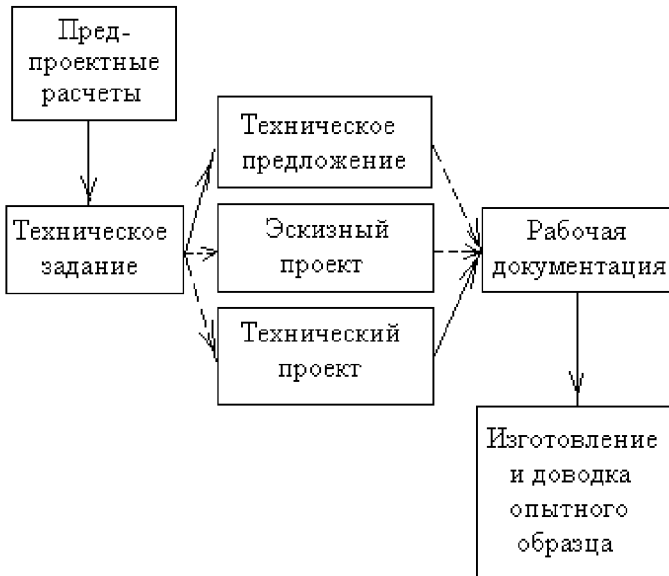 Пред-
проектные
расчеты
Техническое
предложение
Техническое
задание
Эскизный
проект
Рабочая
документация
Технический
проект
Изготовление
и доводка
опытного
образца